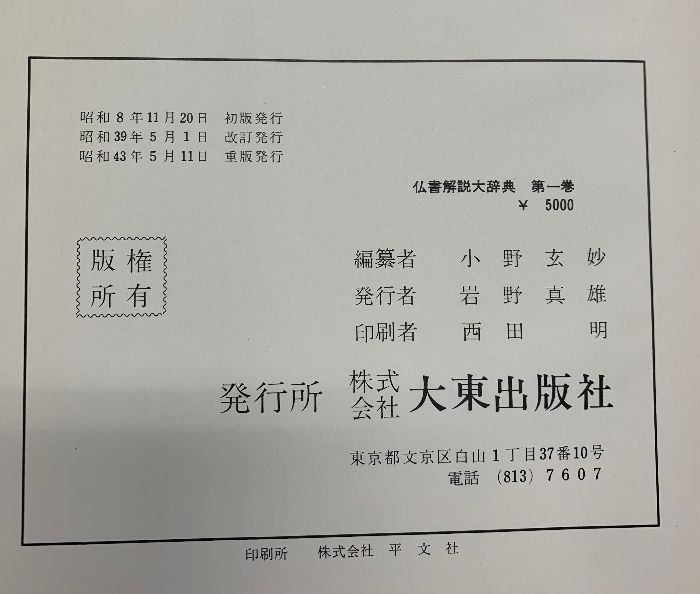 昭和8年11月20日 初版発行
昭和39年5月1日 改訂発行
昭和43年5月11日 重版発行
仏書解説大辞典 第一巻
¥ 5000
版権
所有
編纂者 小野玄妙
発行者 岩野真雄
印刷者 西田 明
発行所 株式会社 大東出版社
東京都文京区白山1丁目37番10号
電話 (813) 7607
印刷所 株式会社 平文社